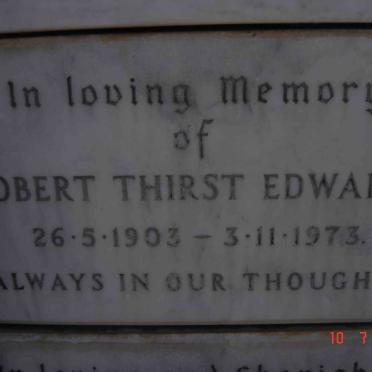 In loving Memory
of
OBERT THIRST EDWA
26·5·1903 – 3·11·1973.
ALWAYS IN OUR THOUGH
10 7